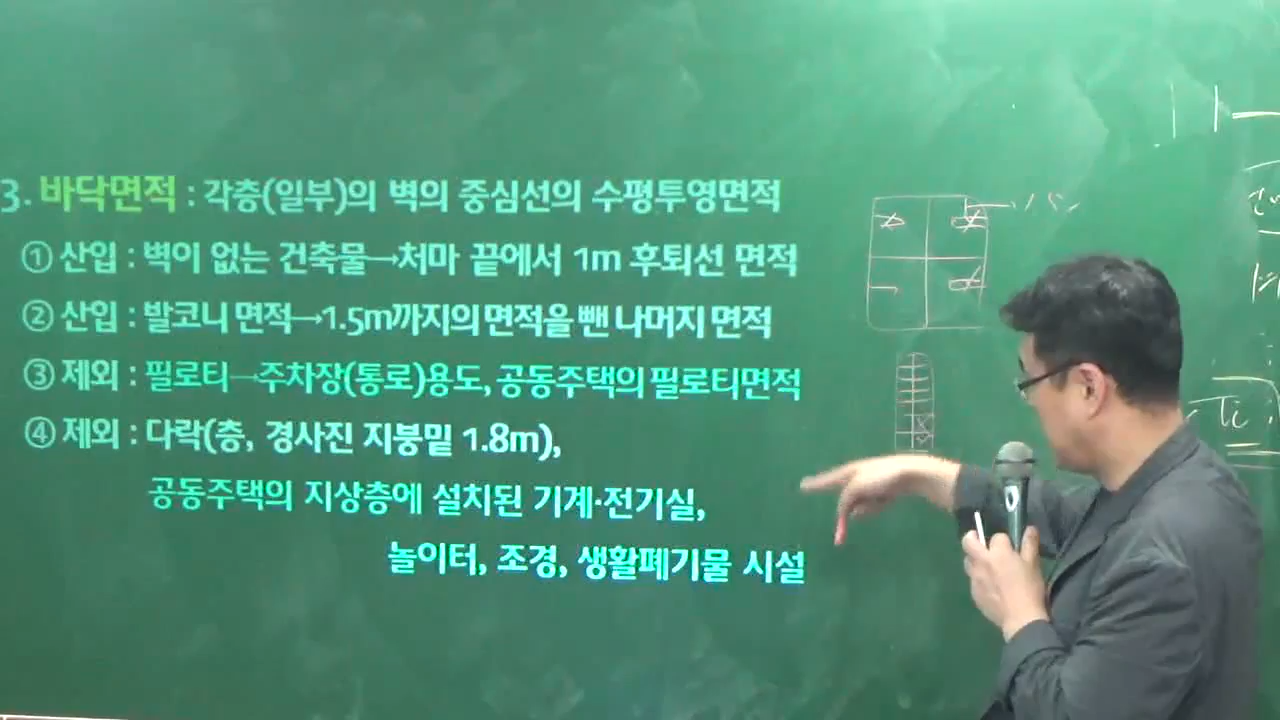 3. 바닥면적 : 각층(일부)의 벽의 중심선의 수평투영면적
① 산입 : 벽이 없는 건축물→처마 끝에서 1m 후퇴선 면적
② 산입 : 발코니 면적→1.5m까지의 면적을 뺀 나머지 면적
③ 제외 : 필로티→주차장(통로)용도, 공동주택의 필로티면적
④ 제외 : 다락(층, 경사진 지붕밑 1.8m),
공동주택의 지상층에 설치된 기계·전기실,
놀이터, 조경, 생활폐기물 시설